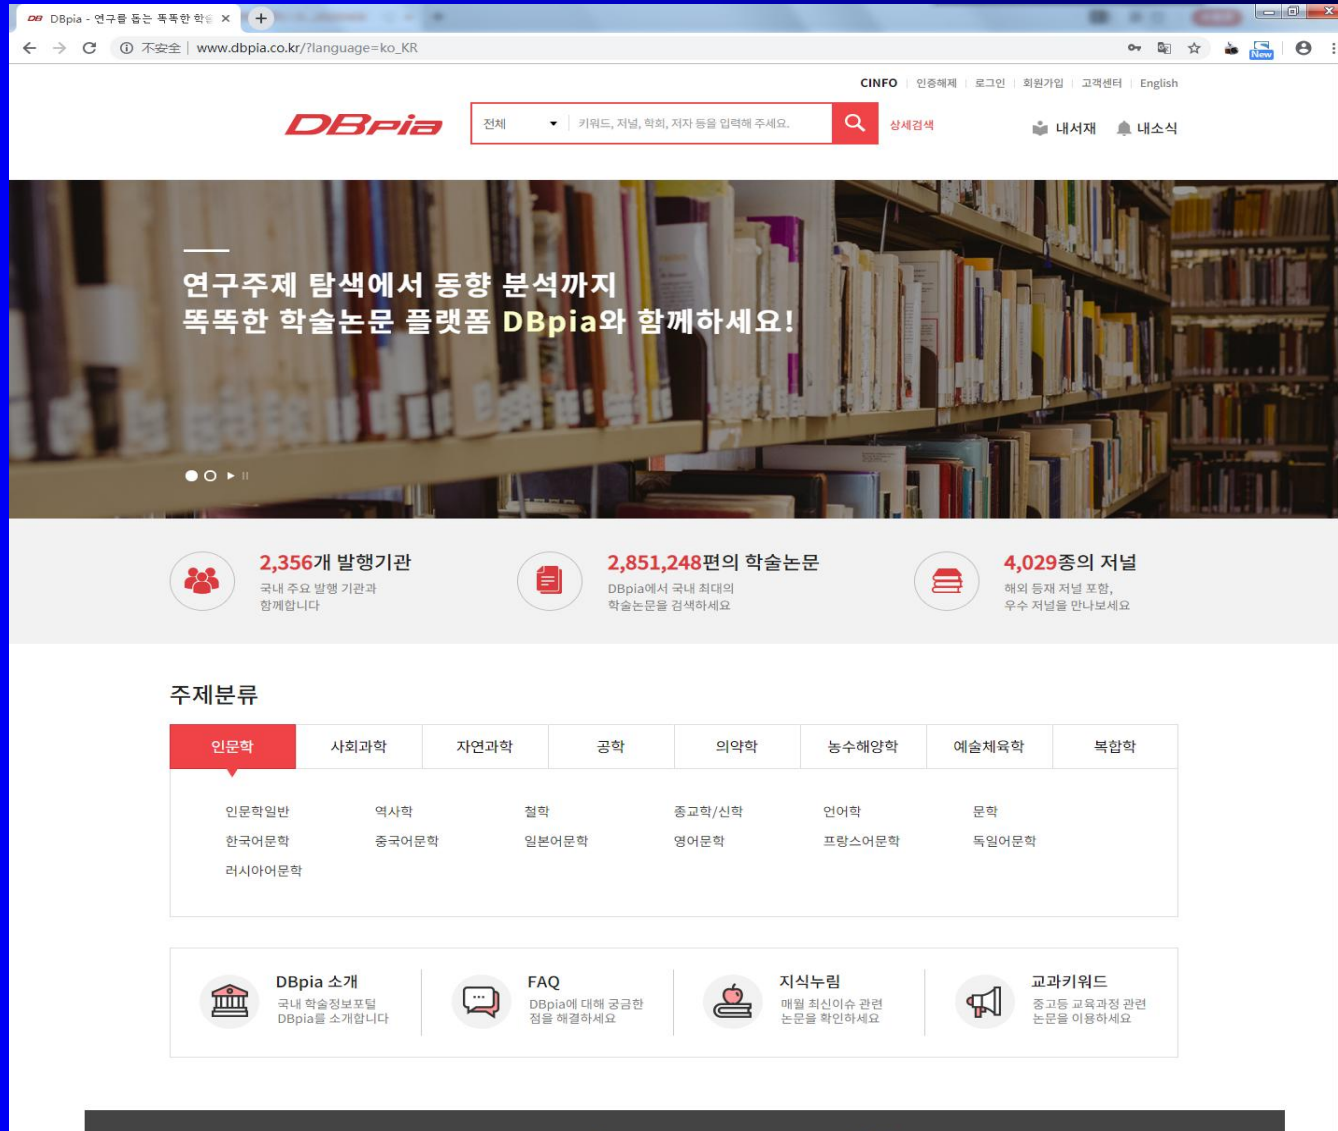 DBpia - 연구를 돕는 똑똑한 학술
不安全 | www.dbpia.co.kr/?language=ko_KR
New
CINFO 인증해제 로그인 회원가입 고객센터 English
DBpia 전체 키워드, 저널, 학회, 저자 등을 입력해 주세요. 상세검색 내서재 내소식
연구주제 탐색에서 동향 분석까지
똑똑한 학술논문 플랫폼 DBpia와 함께하세요!
2,356개 발행기관
국내 주요 발행 기관과
함께합니다
2,851,248편의 학술논문
DBpia에서 국내 최대의
학술논문을 검색하세요
4,029종의 저널
해외 등재 저널 포함,
우수 저널을 만나보세요
주제분류
인문학 사회과학 자연과학 공학 의약학 농수해양학 예술체육학 복합학
인문학일반 역사학 철학 종교학/신학 언어학 문학
한국어문학 중국어문학 일본어문학 영어문학 프랑스어문학 독일어문학
러시아어문학
DBpia 소개
국내 학술정보포털
DBpia를 소개합니다
FAQ
DBpia에 대해 궁금한
점을 해결하세요
지식누림
매월 최신이슈 관련
논문을 확인하세요
교과키워드
중고등 교육과정 관련
논문을 이용하세요